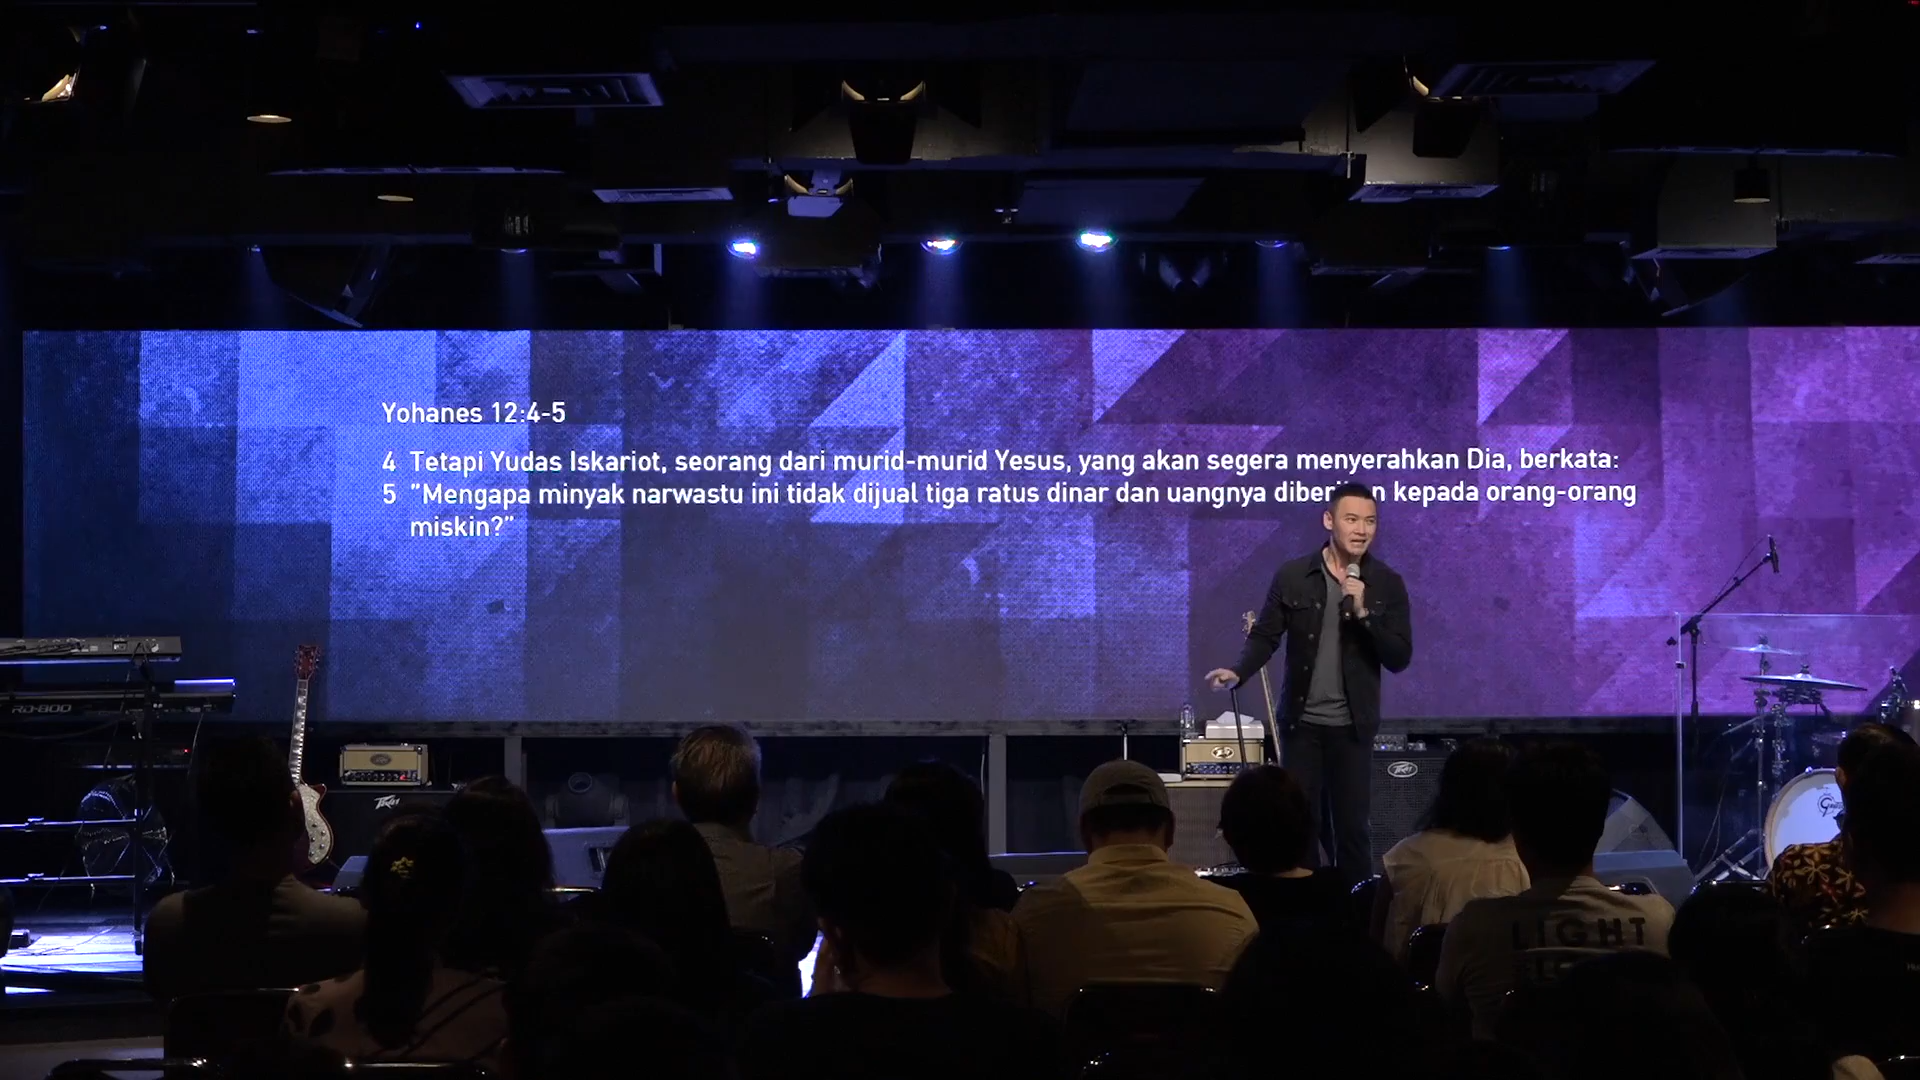 Yohanes 12:4-5
4 Tetapi Yudas Iskariot, seorang dari murid-murid Yesus, yang akan segera menyerahkan Dia, berkata:
5 "Mengapa minyak narwastu ini tidak dijual tiga ratus dinar dan uangnya kepada orang-orang
miskin?"
RD-800
PEAVEY
PEAVEY
LIGHT